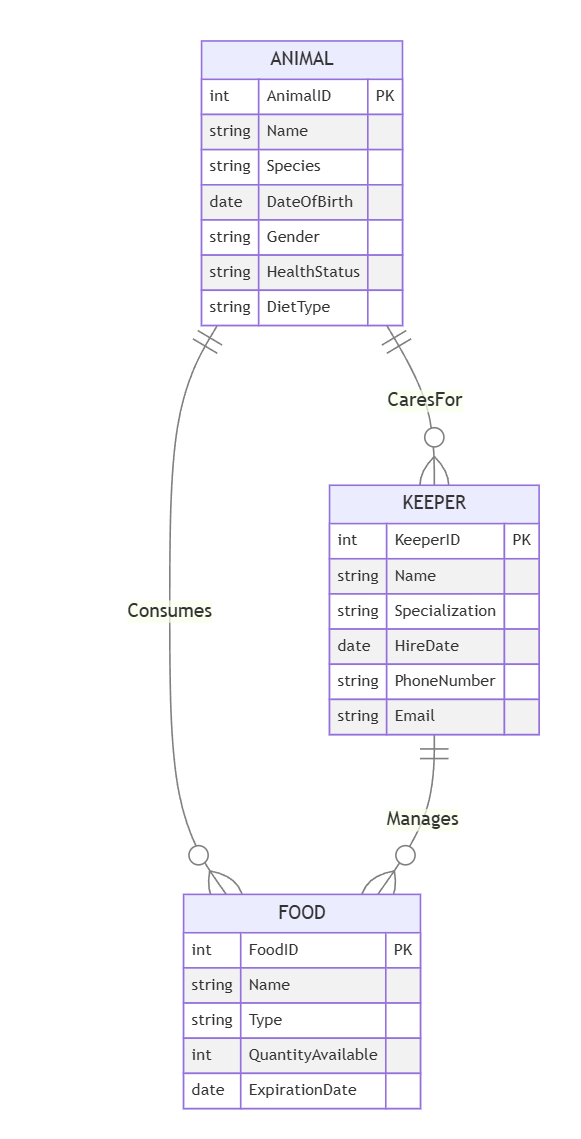 ANIMAL
int AnimalID PK
string Name
string Species
date DateOfBirth
string Gender
string HealthStatus
string DietType
CaresFor
KEEPER
int KeeperID PK
string Name
string Specialization
date HireDate
string PhoneNumber
string Email
Consumes
Manages
FOOD
int FoodID PK
string Name
string Type
int QuantityAvailable
date ExpirationDate